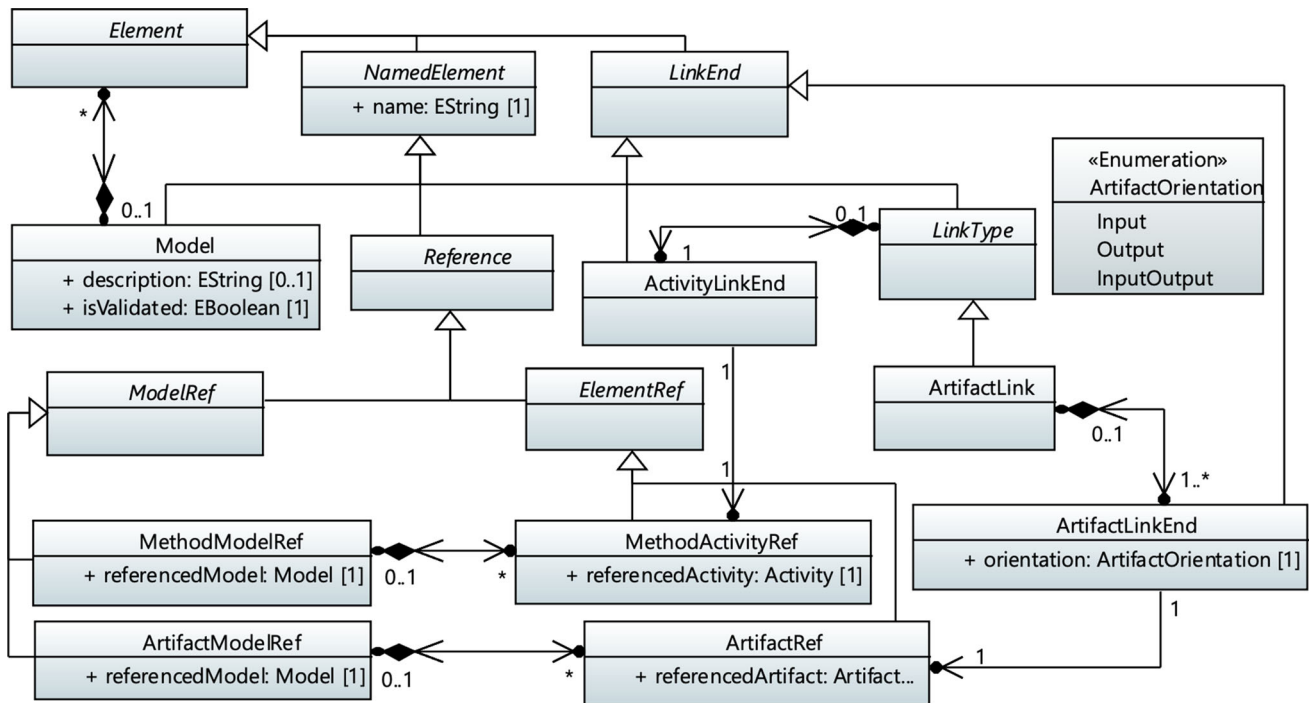 Element
NamedElement
+ name: EString [1]
LinkEnd
*
0..1
«Enumeration»
ArtifactOrientation
Input
Output
InputOutput
Model
+ description: EString [0..1]
+ isValidated: EBoolean [1]
Reference
0..1
1
LinkType
ActivityLinkEnd
ModelRef
ElementRef
1
1
ArtifactLink
0..1
1..*
MethodModelRef
+ referencedModel: Model [1]
0..1
*
MethodActivityRef
+ referencedActivity: Activity [1]
ArtifactLinkEnd
+ orientation: ArtifactOrientation [1]
1
ArtifactModelRef
+ referencedModel: Model [1]
0..1
*
ArtifactRef
+ referencedArtifact: Artifact...
1